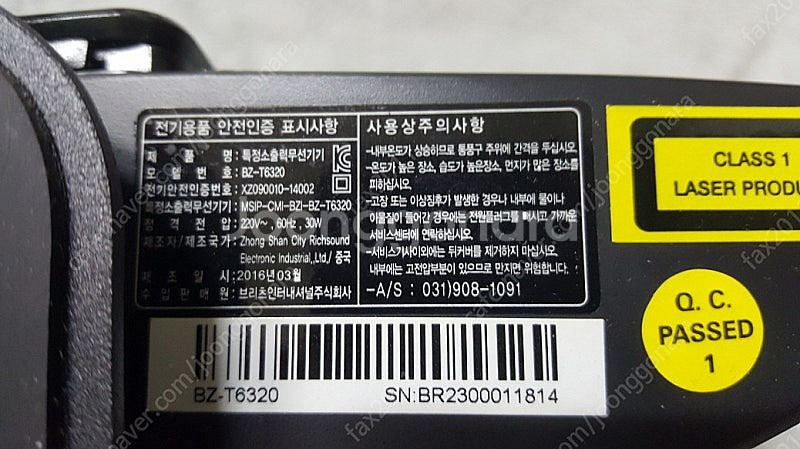 전기용품 안전인증 표시사항
제 품 명 : 특정소출력무선기기
모 델 명 : BZ-T6320
전기안전인증번호 : XZ090010-14002
특정소출력무선기기 : MSIP-CMI-BZI-BZ-T6320
정 격 전 압 : 220V~, 60Hz, 30W
제조자/제조국가 : Zhong Shan City Richsound
Electronic Industrial,.Ltd./ 중국
제 조 일 시 : 2016년 03월
수 입 판 매 원 : 브리츠인터내셔널주식회사
사용상주의사항
-내부온도가 상승하므로 통풍구 주위에 간격을 두십시오.
-온도가 높은 장소, 습도가 높은장소, 먼지가 많은 장소를
피하십시오.
-고장 또는 이상징후가 발생한 경우나 내부에 물이나
이물질이 들어간 경우에는 전원플러그를 빼시고 가까운
서비스센터에 연락하십시오.
-서비스기사이외에는 뒤커버를 제거하지 마십시오.
내부에는 고전압부분이 있으므로 만지면 위험합니다.
-A/S : 031)908-1091
CLASS 1
LASER PRODU
Q. C.
PASSED
1
BZ-T6320
SN:BR2300011814
joonggonara